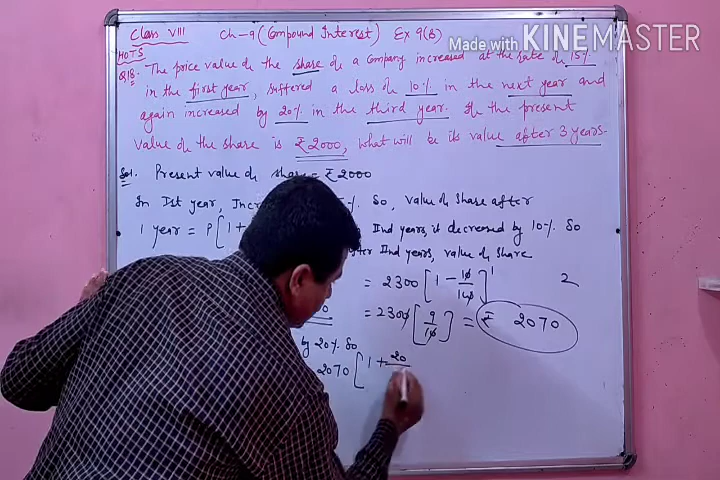 Class VIII Ch-9 (Compound Interest) Ex 9(B)
Made with KINEMASTER
HOTS
Q18. The price value of the share of a Company increased at the rate of 15%
in the first year, suffered a loss of 10% in the next year and
again increased by 20% in the third year. If the present
value of the share is ₹2000, what will be its value after 3 years.
Sol. Present value of share = ₹2000
In Ist year, Incr %. So, value of share after
1 year = P[1+ IInd years, it decreased by 10%. So
IInd years, value of share
= 2300 [1 - 10/100]^1 2
= 2300 [9/10] = ₹ 2070
by 20%. So
2070 [1 + 20